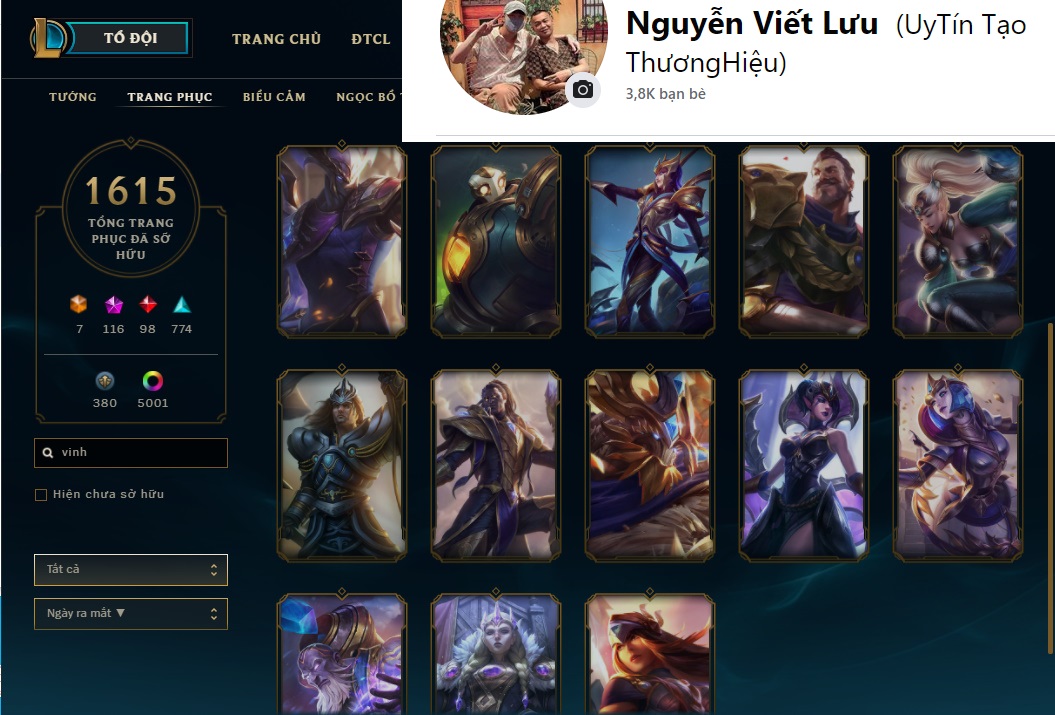 TỔ ĐỘI
TRANG CHỦ
ĐTCL
Nguyễn Viết Lưu (UyTín Tạo
ThươngHiệu)
3,8K bạn bè
TƯỚNG
TRANG PHỤC
BIỂU CẢM
NGỌC BỔ
1615
TỔNG TRANG
PHỤC ĐÃ SỞ
HỮU
7 116 98 774
380 5001
vinh
Hiện chưa sở hữu
Tất cả
Ngày ra mắt ▼